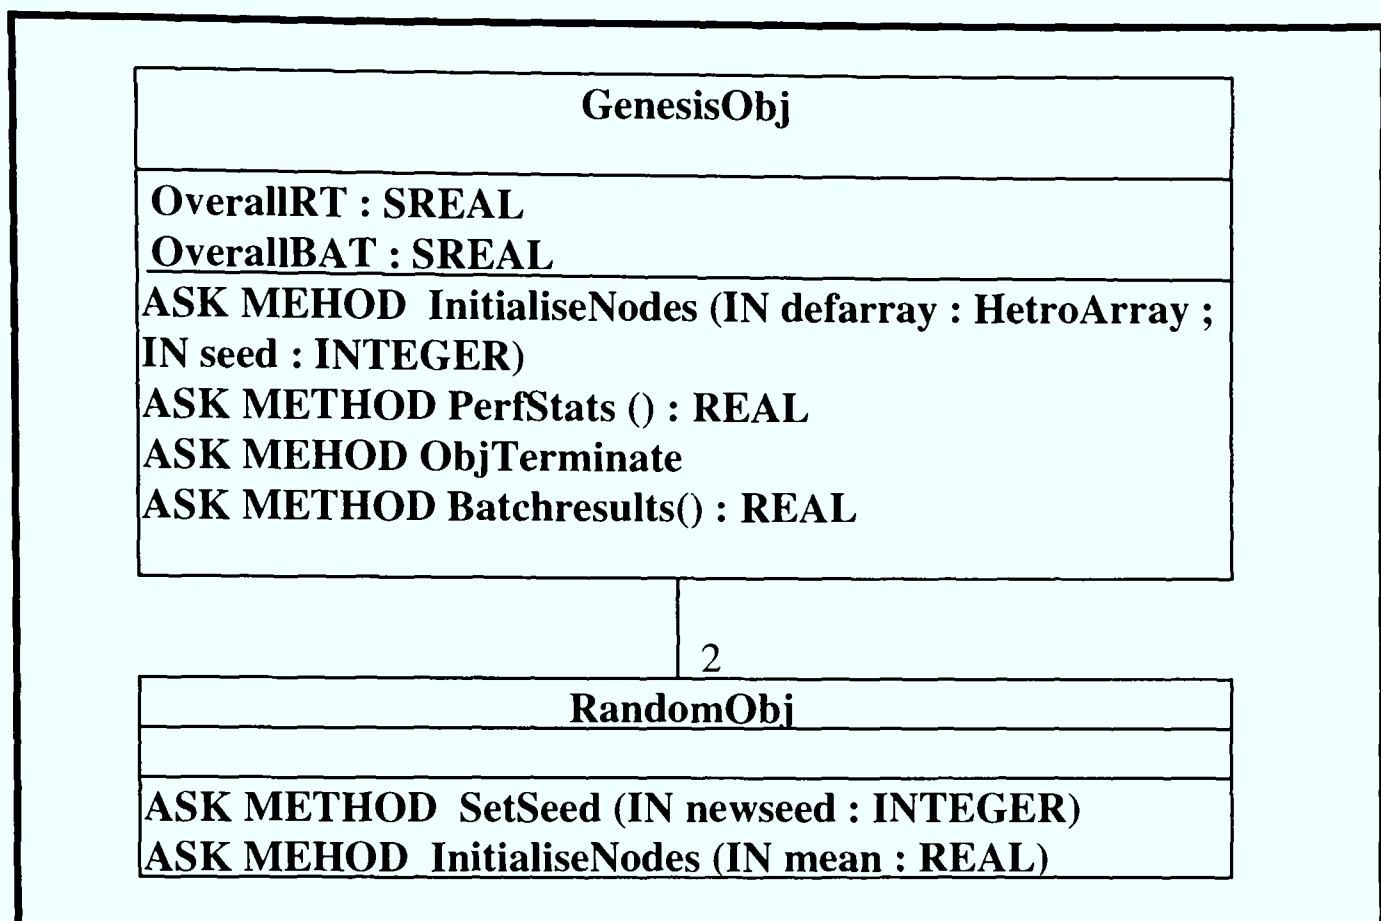 GenesisObj
OverallRT : SREAL
OverallBAT : SREAL
ASK MEHOD InitialiseNodes (IN defarray : HetroArray ;
IN seed : INTEGER)
ASK METHOD PerfStats () : REAL
ASK MEHOD ObjTerminate
ASK METHOD Batchresults() : REAL
2
RandomObj
ASK METHOD SetSeed (IN newseed : INTEGER)
ASK MEHOD InitialiseNodes (IN mean : REAL)